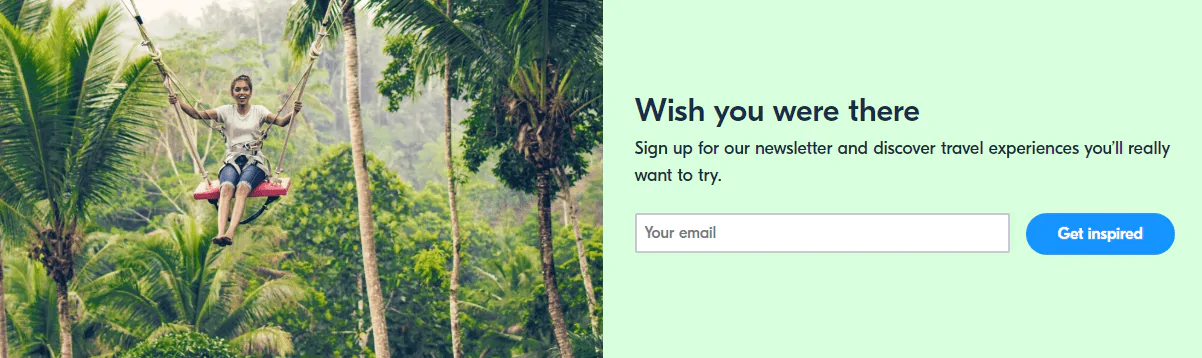 Wish you were there
Sign up for our newsletter and discover travel experiences you'll really
want to try.
Your email
Get inspired